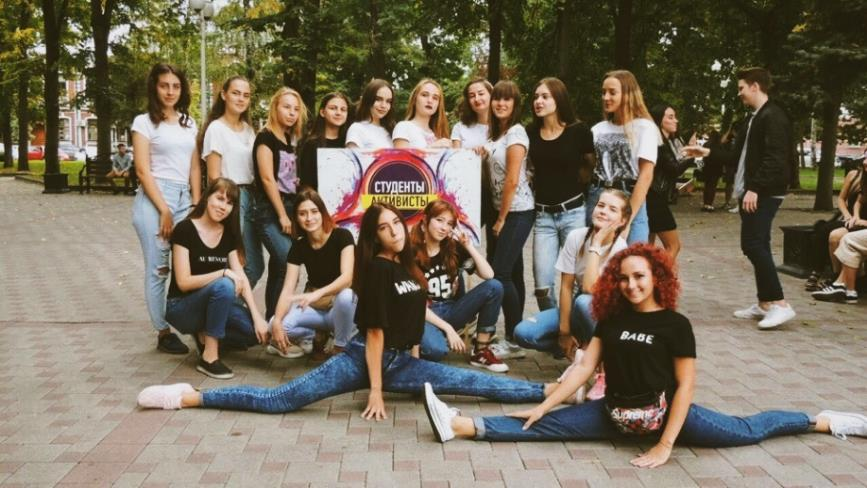 СТУДЕНТЫ
АКТИВИСТЫ
AU REVOIR
95
BABE
Supreme